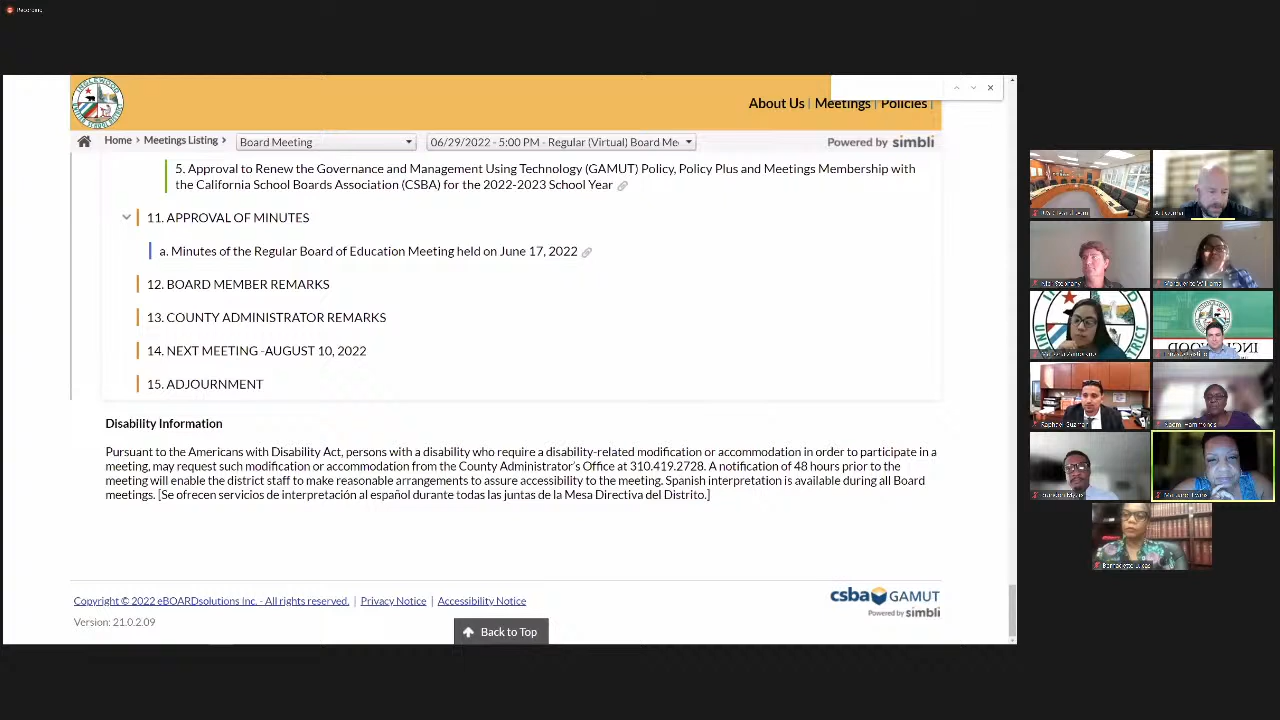 Recording
About Us | Meetings | Policies |
Home > Meetings Listing > Board Meeting 06/29/2022 - 5:00 PM - Regular (Virtual) Board Me Powered by simbli
5. Approval to Renew the Governance and Management Using Technology (GAMUT) Policy, Policy Plus and Meetings Membership with
the California School Boards Association (CSBA) for the 2022-2023 School Year
11. APPROVAL OF MINUTES
a. Minutes of the Regular Board of Education Meeting held on June 17, 2022
12. BOARD MEMBER REMARKS
13. COUNTY ADMINISTRATOR REMARKS
14. NEXT MEETING -AUGUST 10, 2022
15. ADJOURNMENT
Disability Information
Pursuant to the Americans with Disability Act, persons with a disability who require a disability-related modification or accommodation in order to participate in a
meeting, may request such modification or accommodation from the County Administrator's Office at 310.419.2728. A notification of 48 hours prior to the
meeting will enable the district staff to make reasonable arrangements to assure accessibility to the meeting. Spanish interpretation is available during all Board
meetings. [Se ofrecen servicios de interpretación al español durante todas las juntas de la Mesa Directiva del Distrito.]
Copyright © 2022 eBOARDsolutions Inc. - All rights reserved. | Privacy Notice | Accessibility Notice
Version: 21.0.2.09
Back to Top
csba GAMUT
Powered by simbli
Marguerite Williams
Raphael Guzman
Naomi Hammonds
Bernadette Lucas